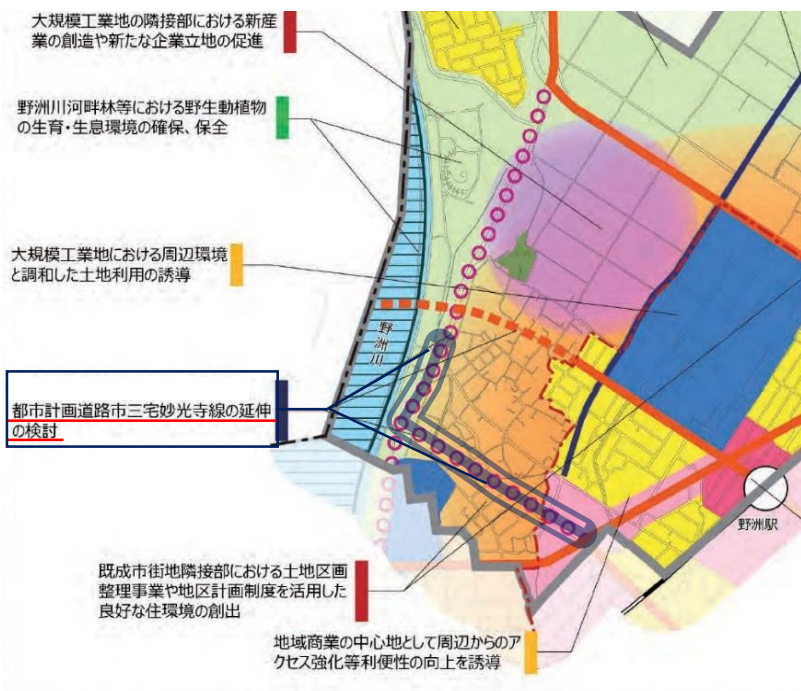 大規模工業地の隣接部における新産
業の創造や新たな企業立地の促進
野洲川河畔林等における野生動植物
の生育・生息環境の確保、保全
大規模工業地における周辺環境
と調和した土地利用の誘導
野洲川
都市計画道路市三宅妙光寺線の延伸
の検討
野洲駅
既成市街地隣接部における土地区画
整理事業や地区計画制度を活用した
良好な住環境の創出
地域商業の中心地として周辺からのア
クセス強化等利便性の向上を誘導